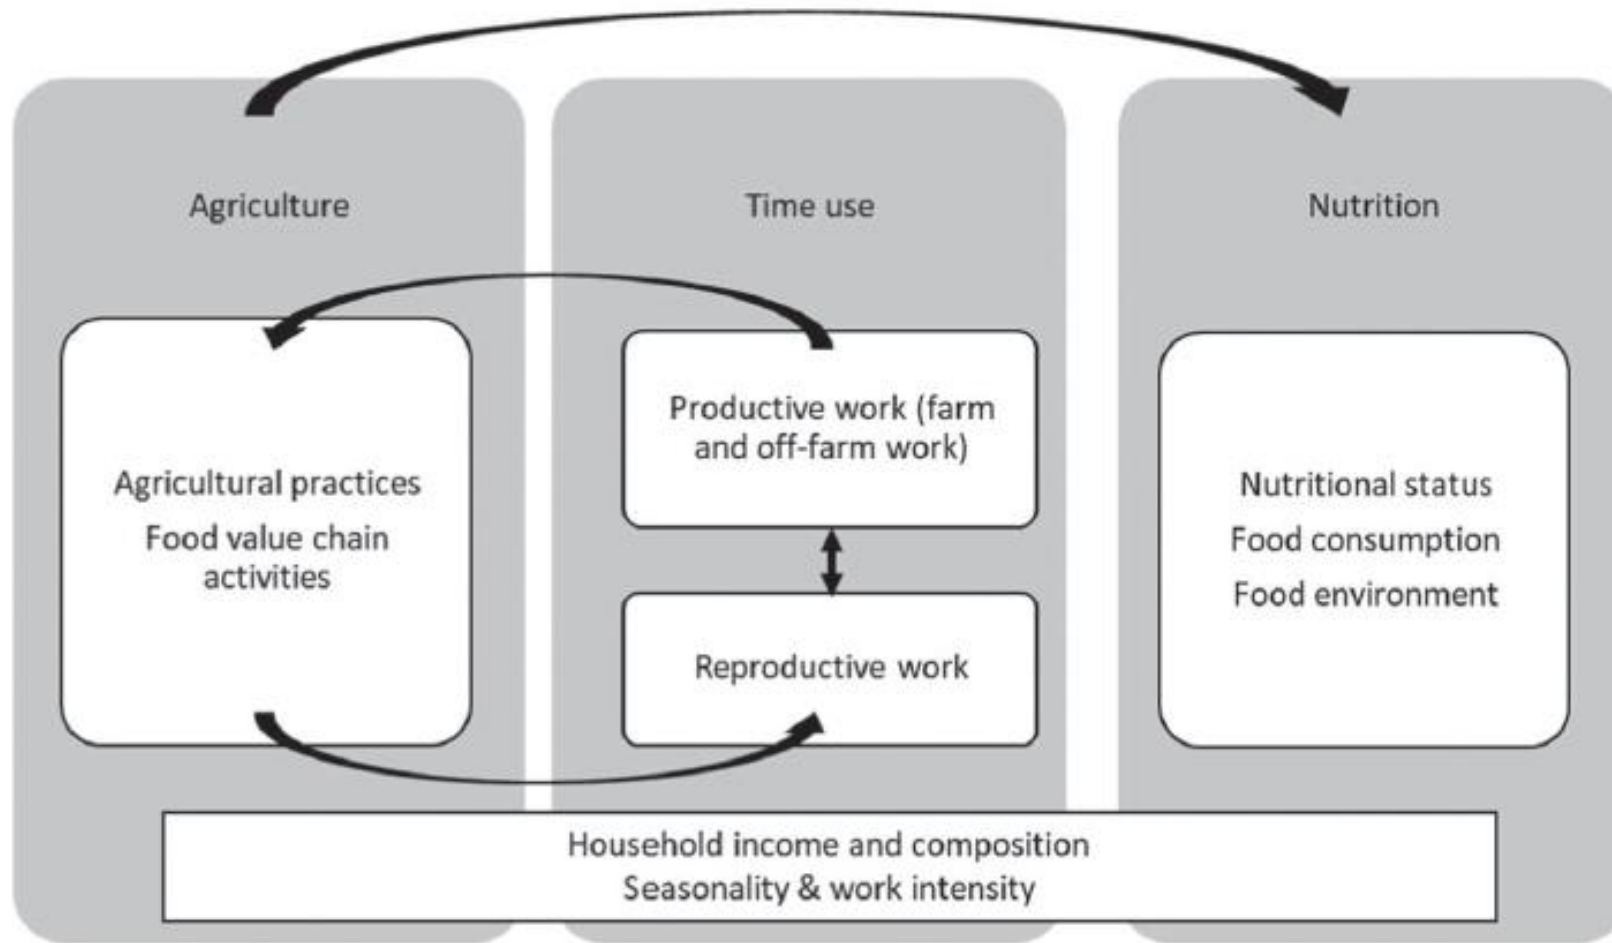 Agriculture
Time use
Nutrition
Agricultural practices
Food value chain
activities
Productive work (farm
and off-farm work)
Reproductive work
Nutritional status
Food consumption
Food environment
Household income and composition
Seasonality & work intensity